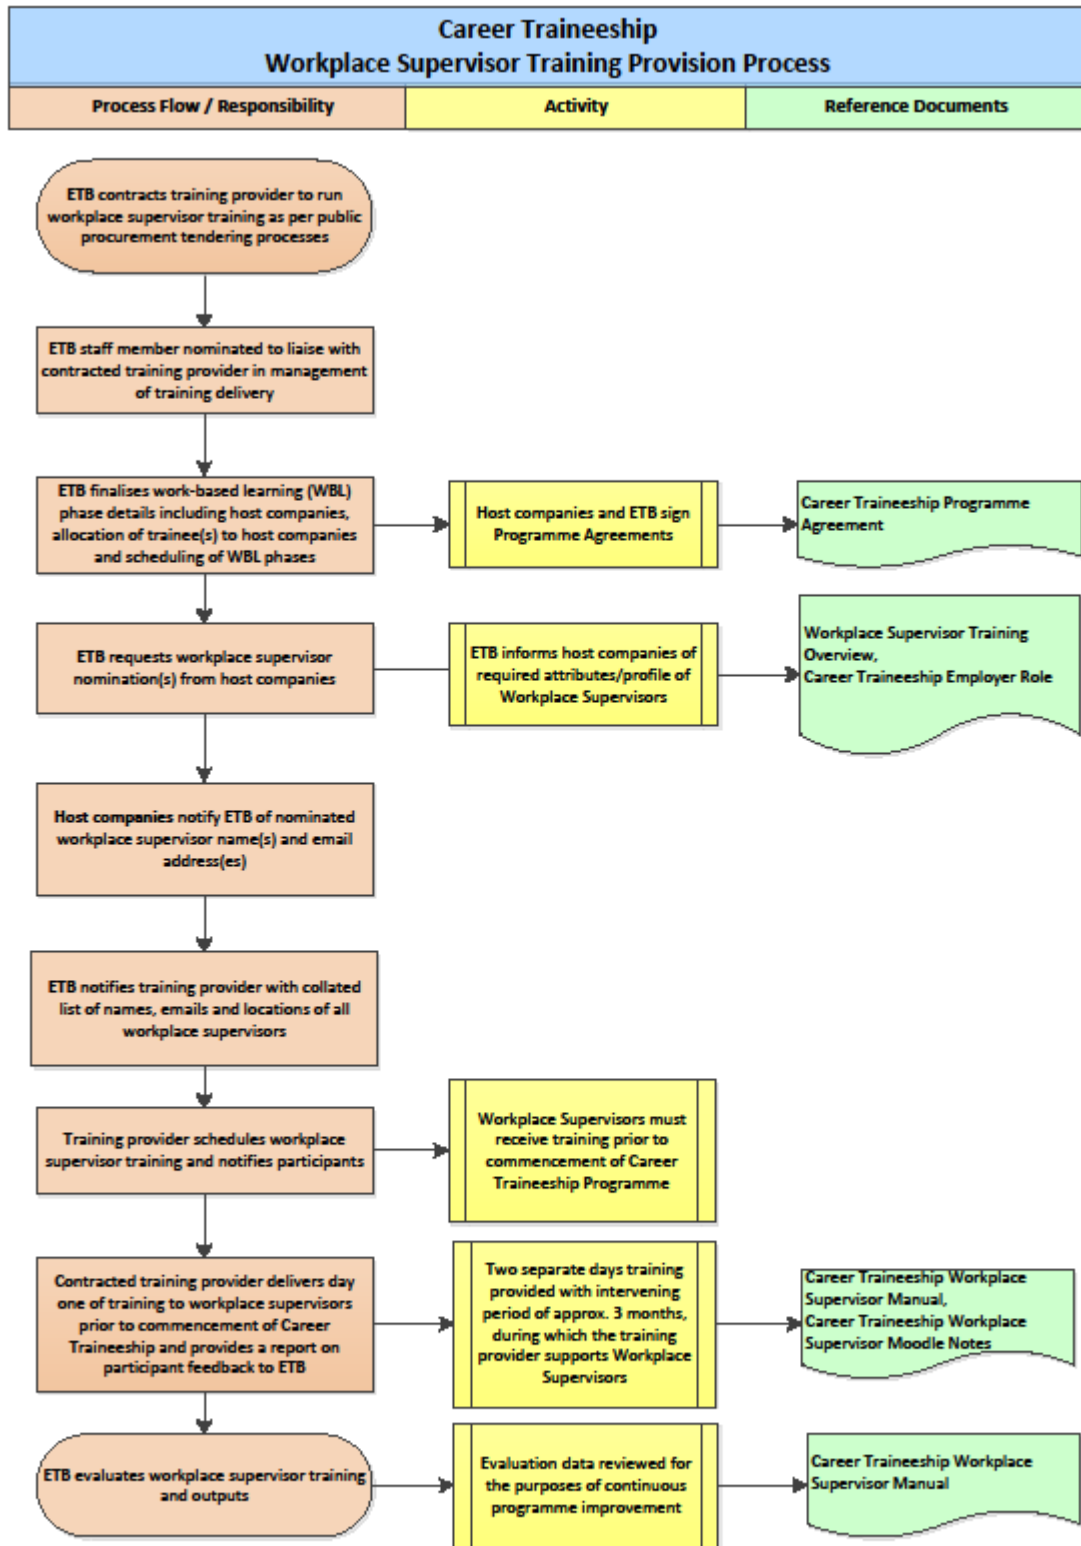 Career Traineeship
Workplace Supervisor Training Provision Process
Process Flow / Responsibility
Activity
Reference Documents
ETB contracts training provider to run
workplace supervisor training as per public
procurement tendering processes
ETB staff member nominated to liaise with
contracted training provider in management
of training delivery
ETB finalises work-based learning (WBL)
phase details including host companies,
allocation of trainee(s) to host companies
and scheduling of WBL phases
Host companies and ETB sign
Programme Agreements
Career Traineeship Programme
Agreement
ETB requests workplace supervisor
nomination(s) from host companies
ETB informs host companies of
required attributes/profile of
Workplace Supervisors
Workplace Supervisor Training
Overview,
Career Traineeship Employer Role
Host companies notify ETB of nominated
workplace supervisor name(s) and email
address(es)
ETB notifies training provider with collated
list of names, emails and locations of all
workplace supervisors
Training provider schedules workplace
supervisor training and notifies participants
Workplace Supervisors must
receive training prior to
commencement of Career
Traineeship Programme
Contracted training provider delivers day
one of training to workplace supervisors
prior to commencement of Career
Traineeship and provides a report on
participant feedback to ETB
Two separate days training
provided with intervening
period of approx. 3 months,
during which the training
provider supports Workplace
Supervisors
Career Traineeship Workplace
Supervisor Manual,
Career Traineeship Workplace
Supervisor Moodle Notes
ETB evaluates workplace supervisor training
and outputs
Evaluation data reviewed for
the purposes of continuous
programme improvement
Career Traineeship Workplace
Supervisor Manual